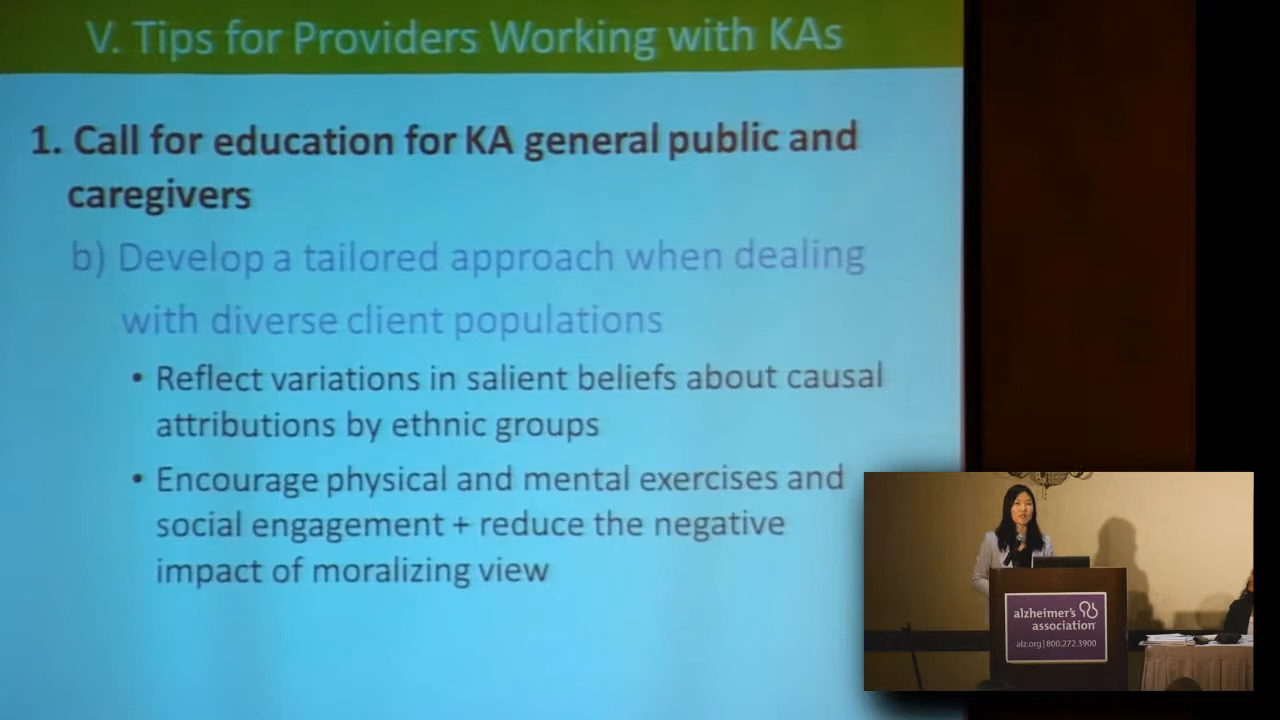 V. Tips for Providers Working with KAs
1. Call for education for KA general public and
caregivers
b) Develop a tailored approach when dealing
with diverse client populations
• Reflect variations in salient beliefs about causal
attributions by ethnic groups
• Encourage physical and mental exercises and
social engagement + reduce the negative
impact of moralizing view
alzheimer's
association
alz.org | 800.272.3900